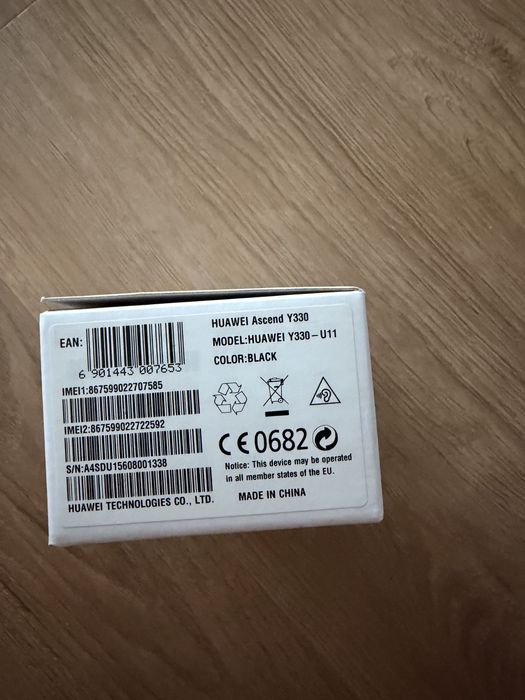 EAN:
6 901443 007653
IMEI1:867599022707585
IMEI2:867599022722592
S/N:A4SDU15608001338
HUAWEI TECHNOLOGIES CO., LTD.
HUAWEI Ascend Y330
MODEL:HUAWEI Y330-U11
COLOR:BLACK
CE0682
Notice: This device may be operated
in all member states of the EU.
MADE IN CHINA